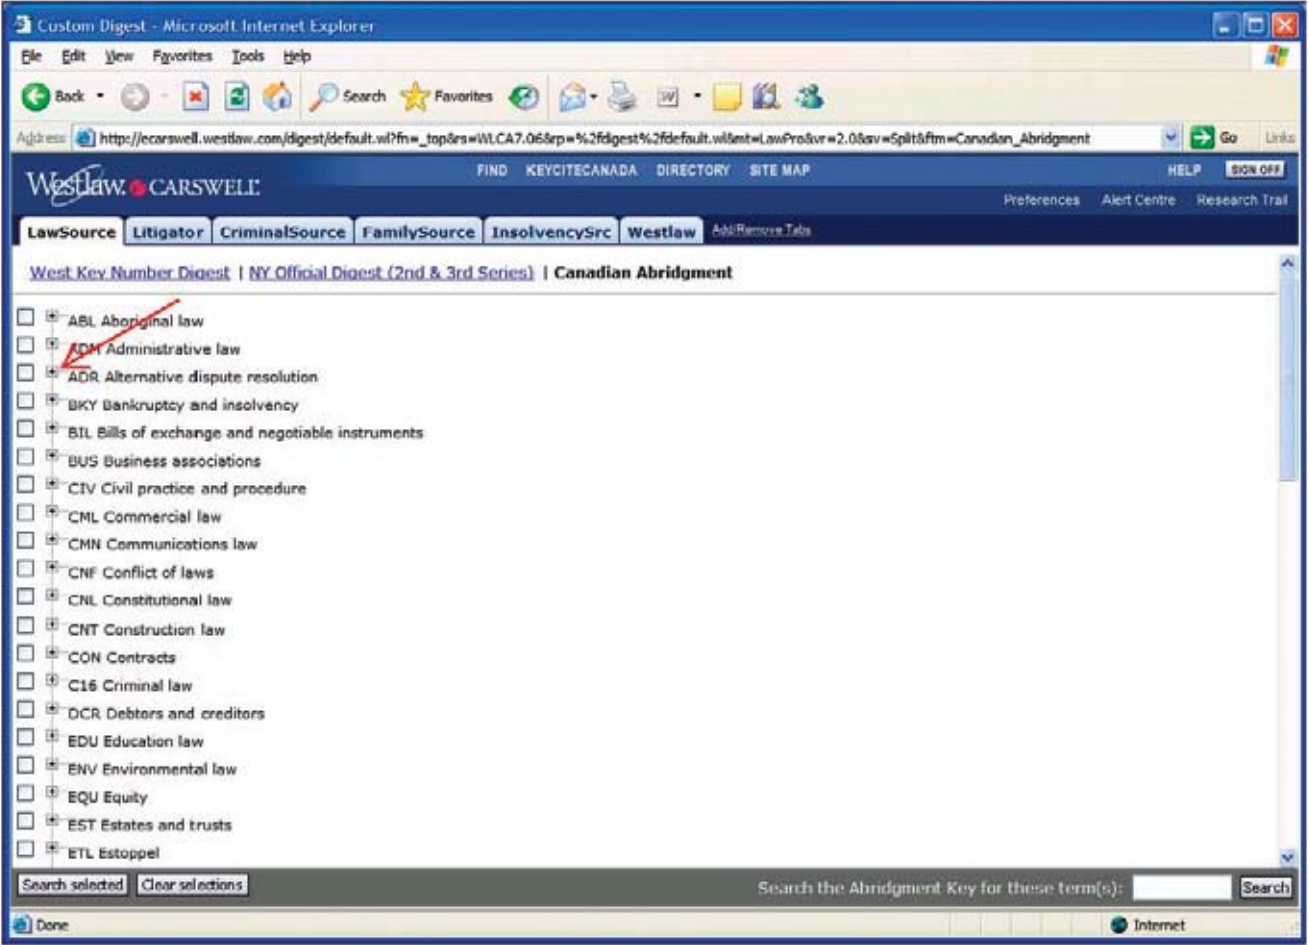 Custom Digest - Microsoft Internet Explorer
File Edit View Favorites Tools Help
Back Search Favorites
Address http://ecarswell.westlaw.com/digest/default.wl?fn=_top&rs=WLCA7.06&rp=%2fdigest%2fdefault.wl&mt=LawPro&vr=2.0&sv=Split&ftm=Canadian_Abridgment Go Links
Westlaw. CARSWELL FIND KEYCITECANADA DIRECTORY SITE MAP HELP SIGN OFF
Preferences Alert Centre Research Trail
LawSource Litigator CriminalSource FamilySource InsolvencySrc Westlaw Add/Remove Tabs
West Key Number Digest | NY Official Digest (2nd & 3rd Series) | Canadian Abridgment
ABL Aboriginal law
ADM Administrative law
ADR Alternative dispute resolution
BKY Bankruptcy and insolvency
BIL Bills of exchange and negotiable instruments
BUS Business associations
CIV Civil practice and procedure
CML Commercial law
CMN Communications law
CNF Conflict of laws
CNL Constitutional law
CNT Construction law
CON Contracts
C16 Criminal law
DCR Debtors and creditors
EDU Education law
ENV Environmental law
EQU Equity
EST Estates and trusts
ETL Estoppel
Search selected Clear selections Search the Abridgment Key for these term(s): Search
Done Internet